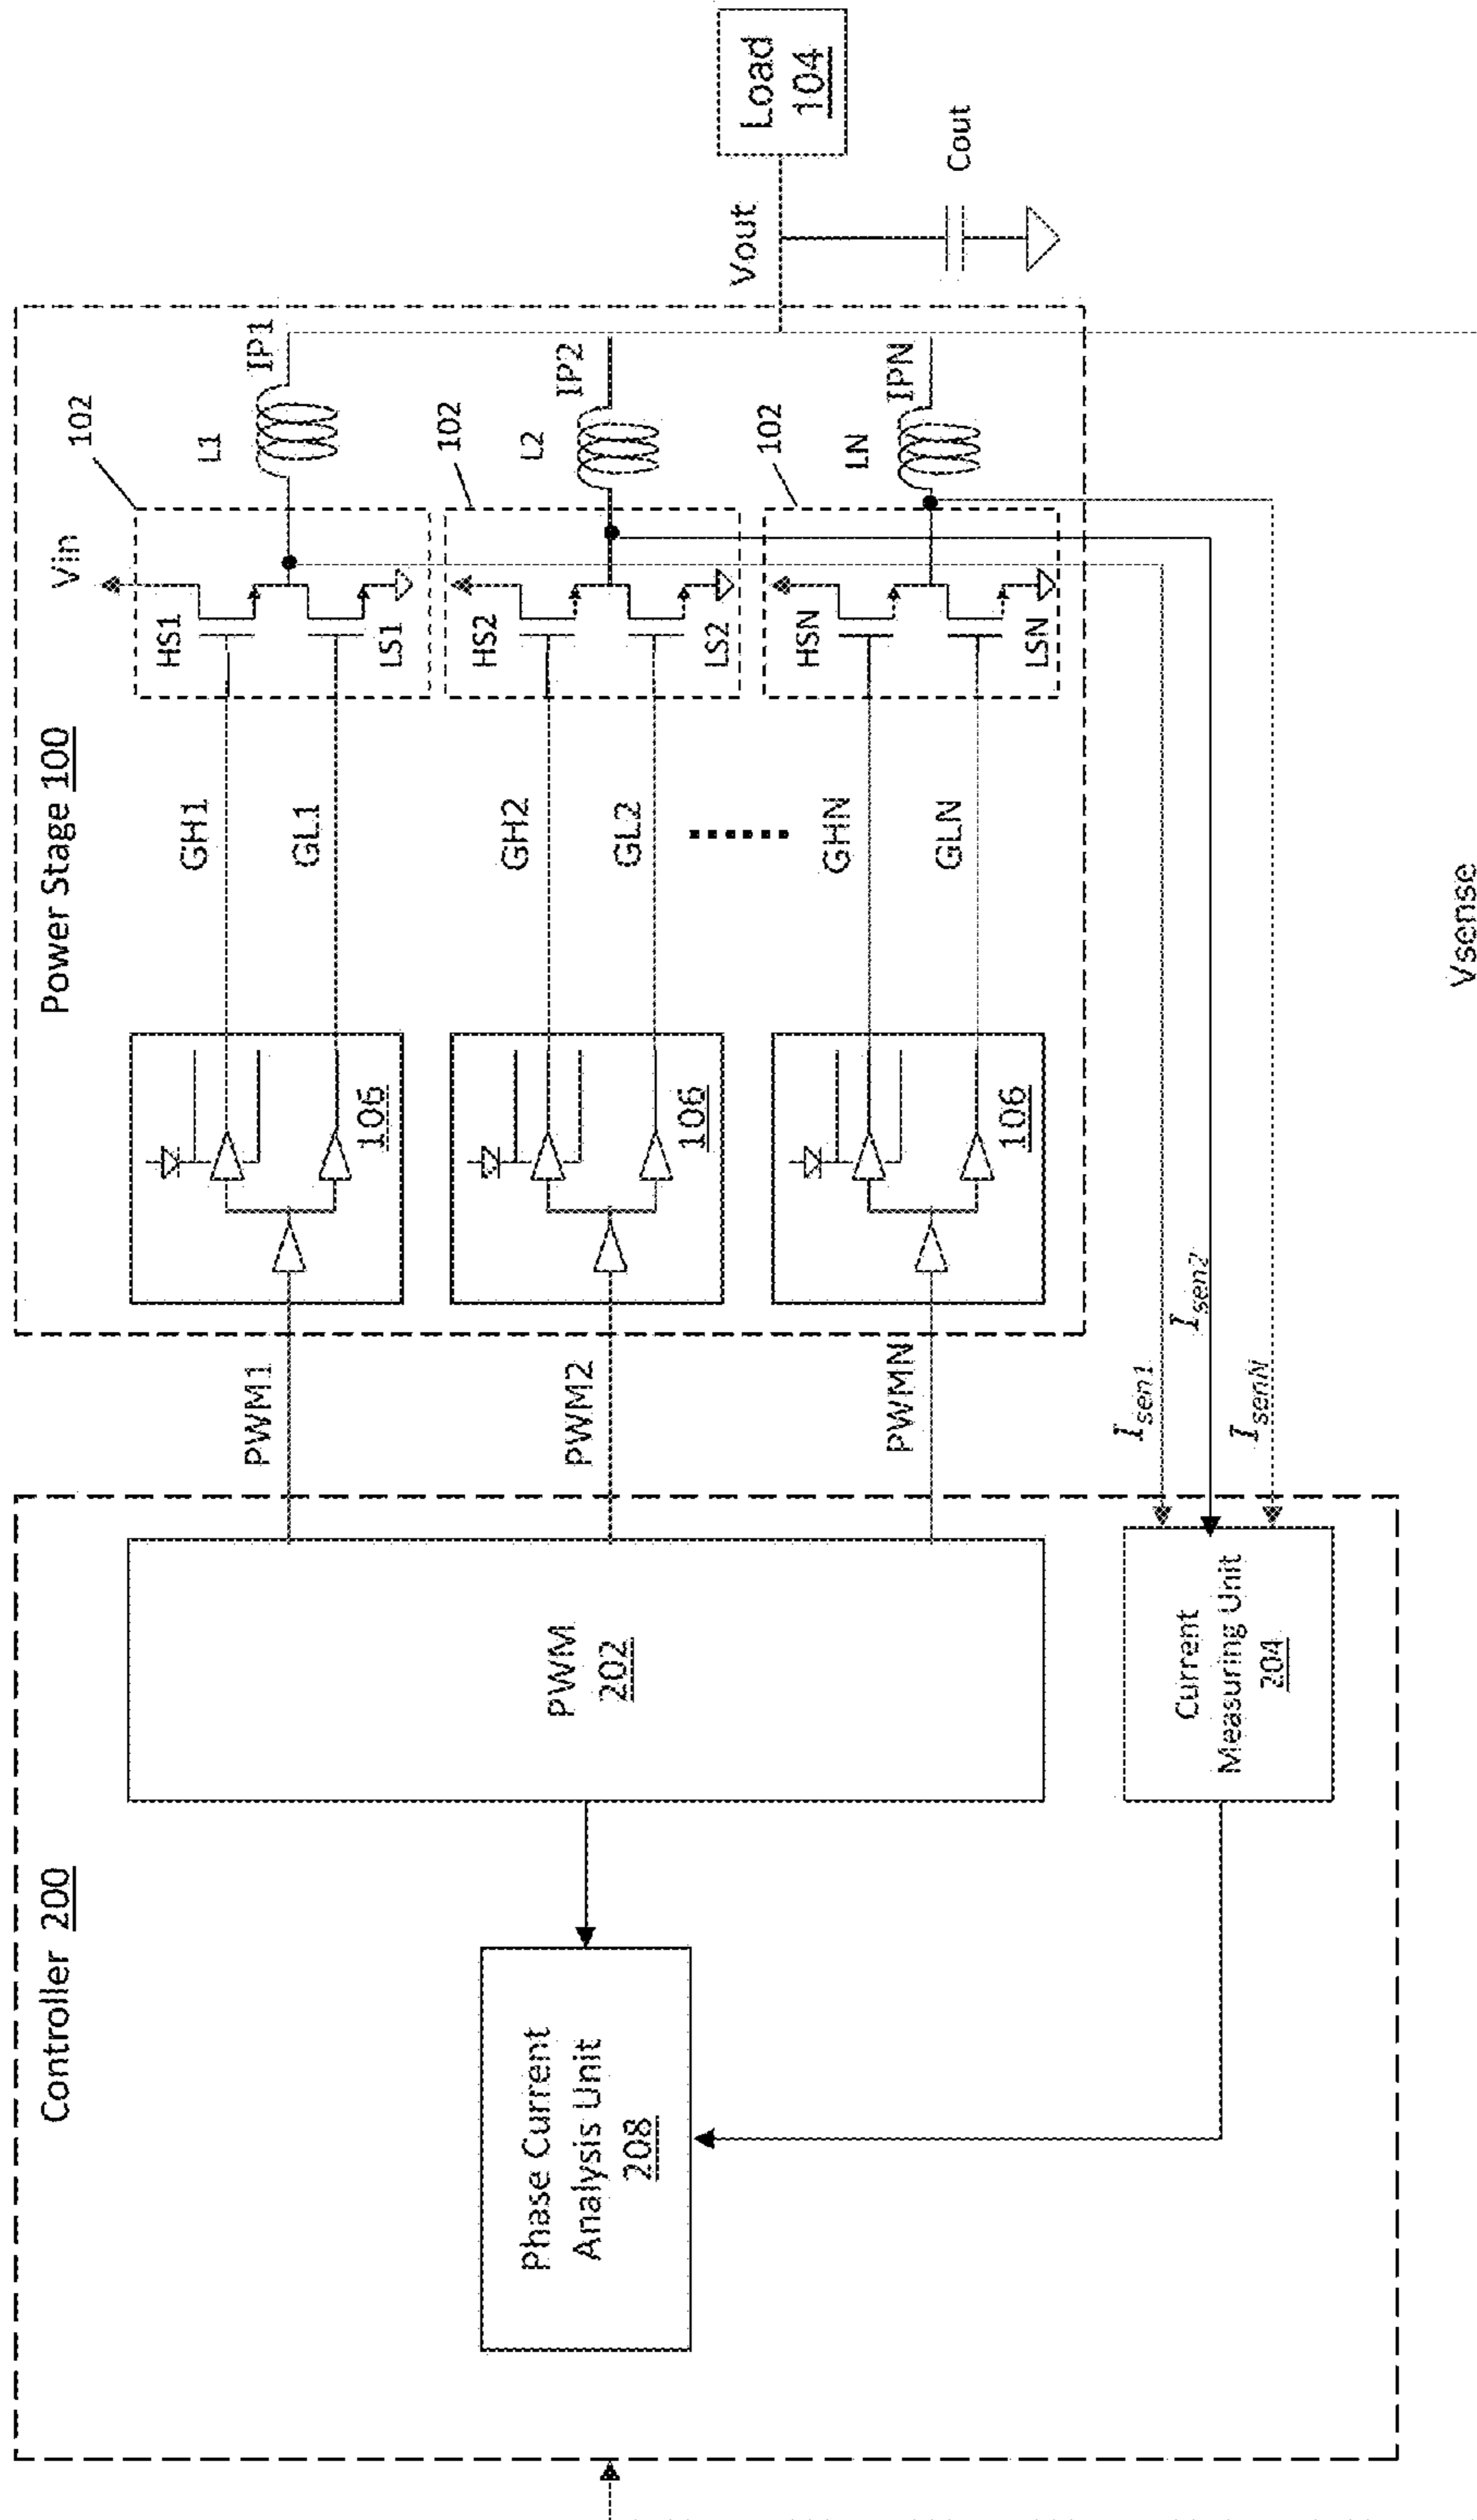 Controller 200
Phase Current
Analysis Unit
208
PWM
202
Current
Measuring Unit
204
PWM1
PWM2
PWMN
Isen1
Isen2
IsenN
Power Stage 100
106
106
106
GH1
GL1
GH2
GL2
GHN
GLN
Vin
HS1
LS1
HS2
LS2
HSN
LSN
102
102
102
L1
L2
LN
IP1
IP2
IPN
Vout
Cout
Load
104
Vsense